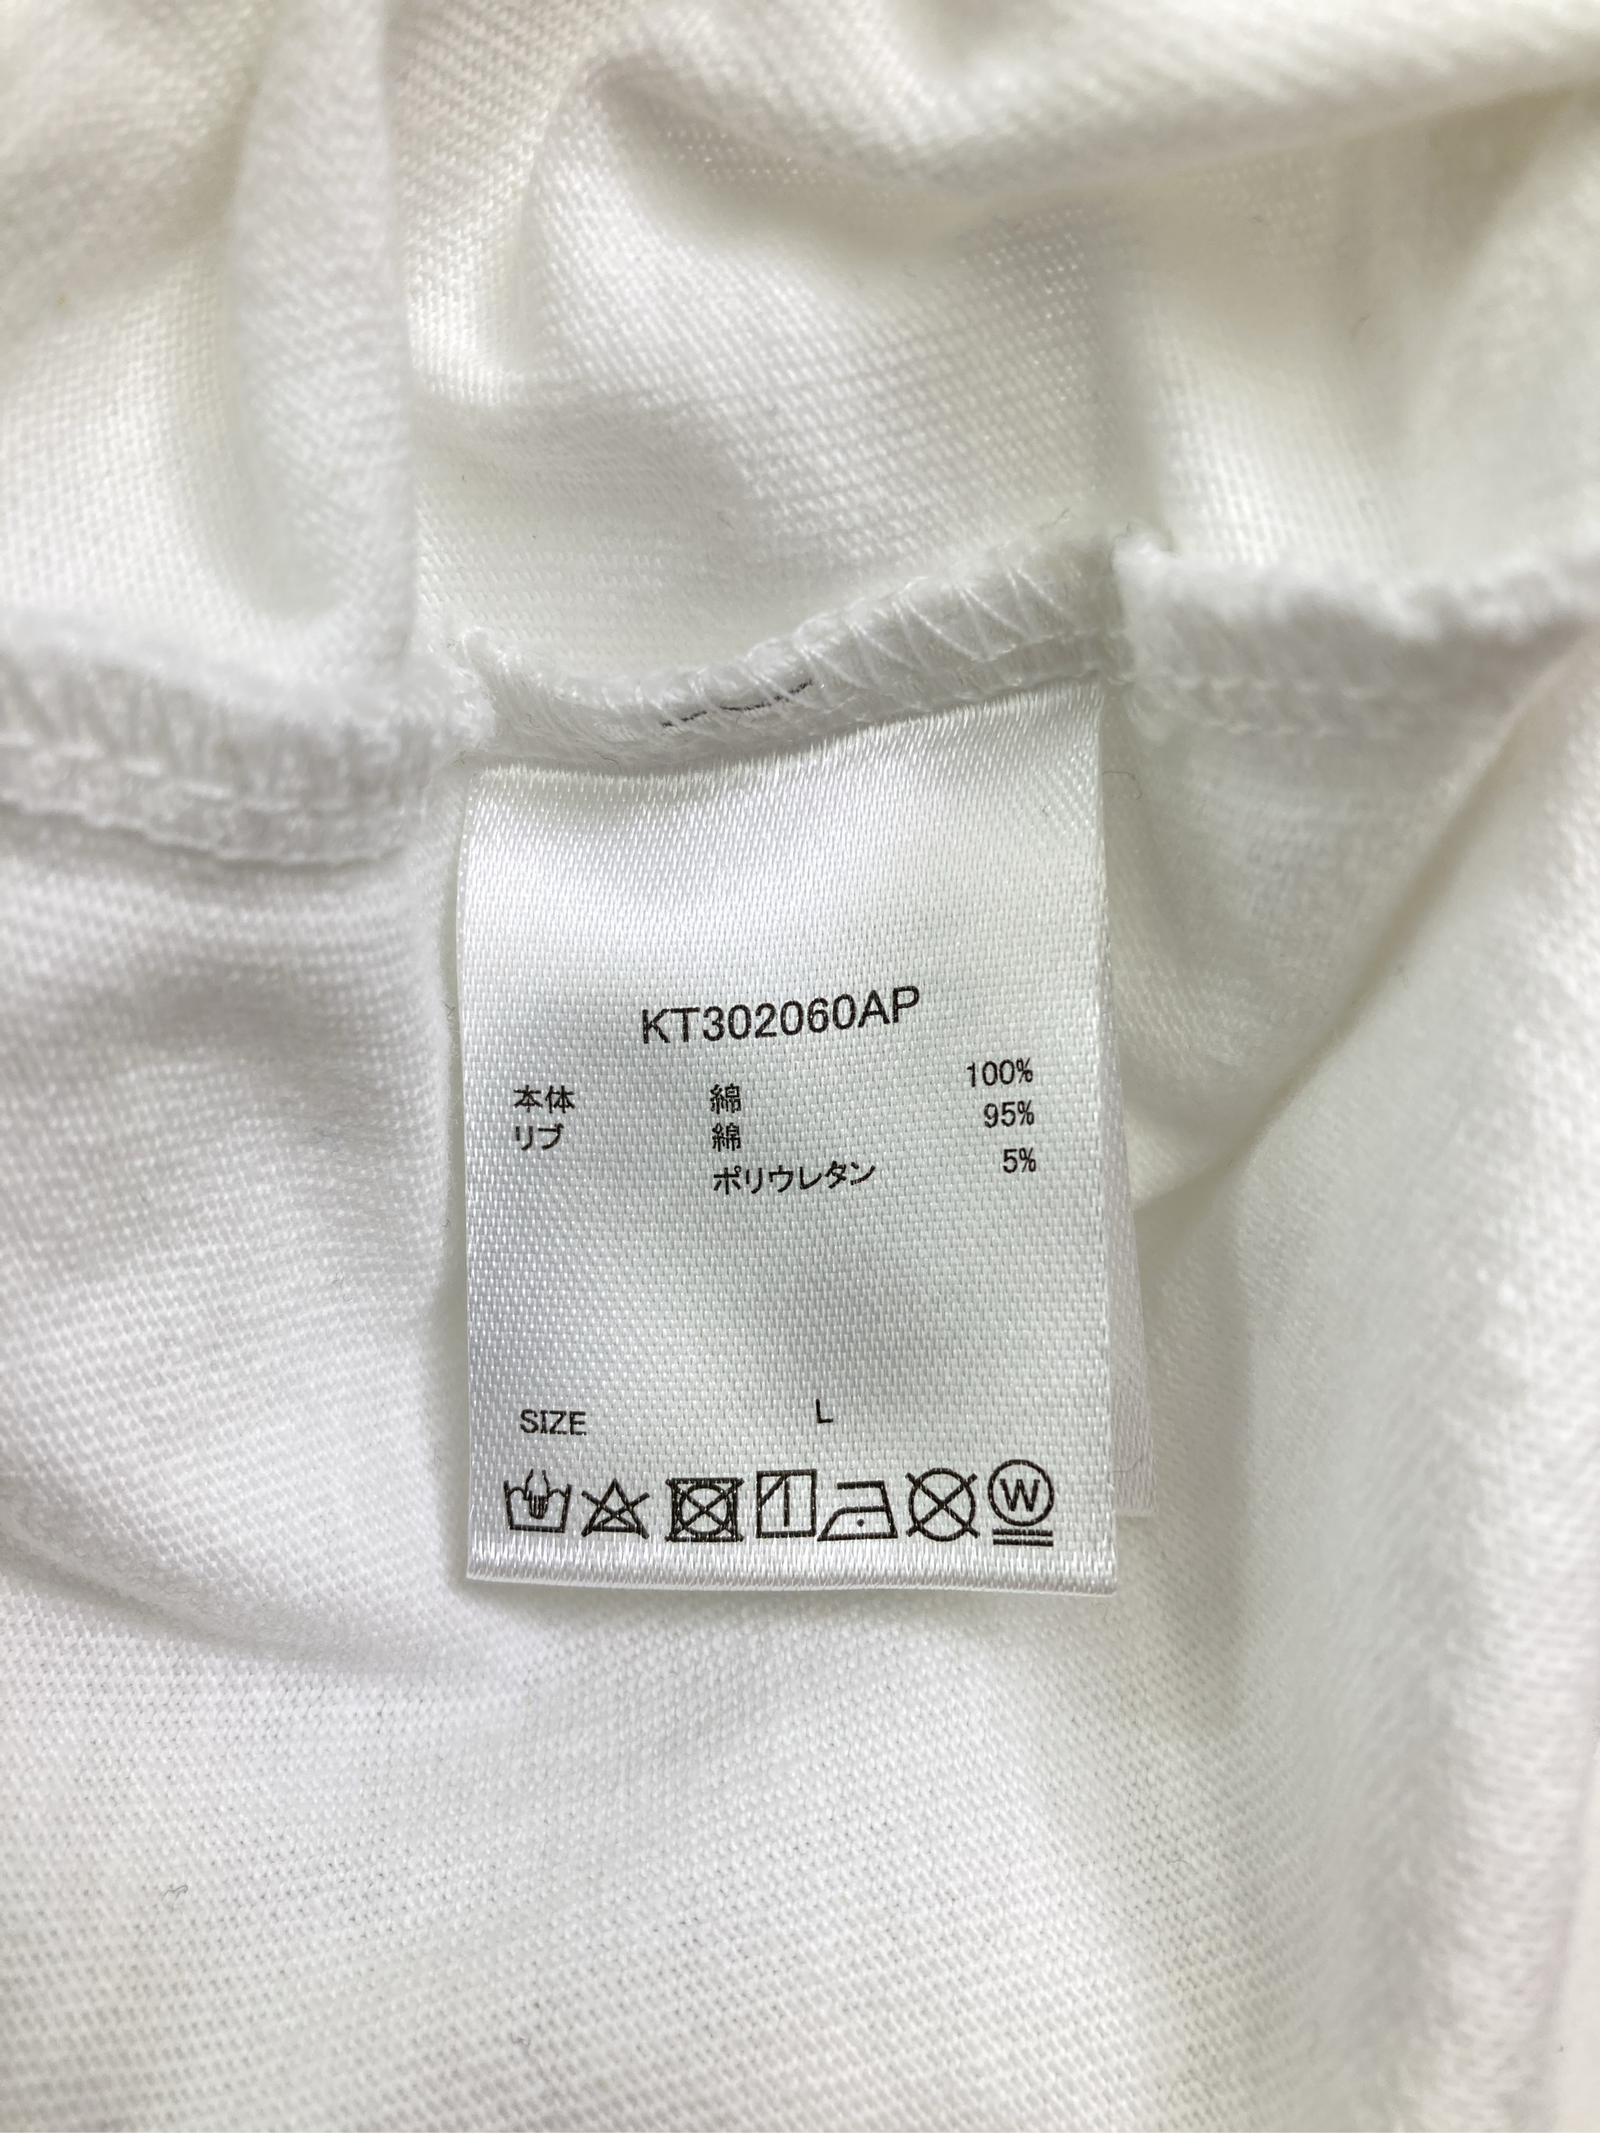 KT302060AP
本体 綿 100%
リブ 綿 95%
ポリウレタン 5%
SIZE L
W